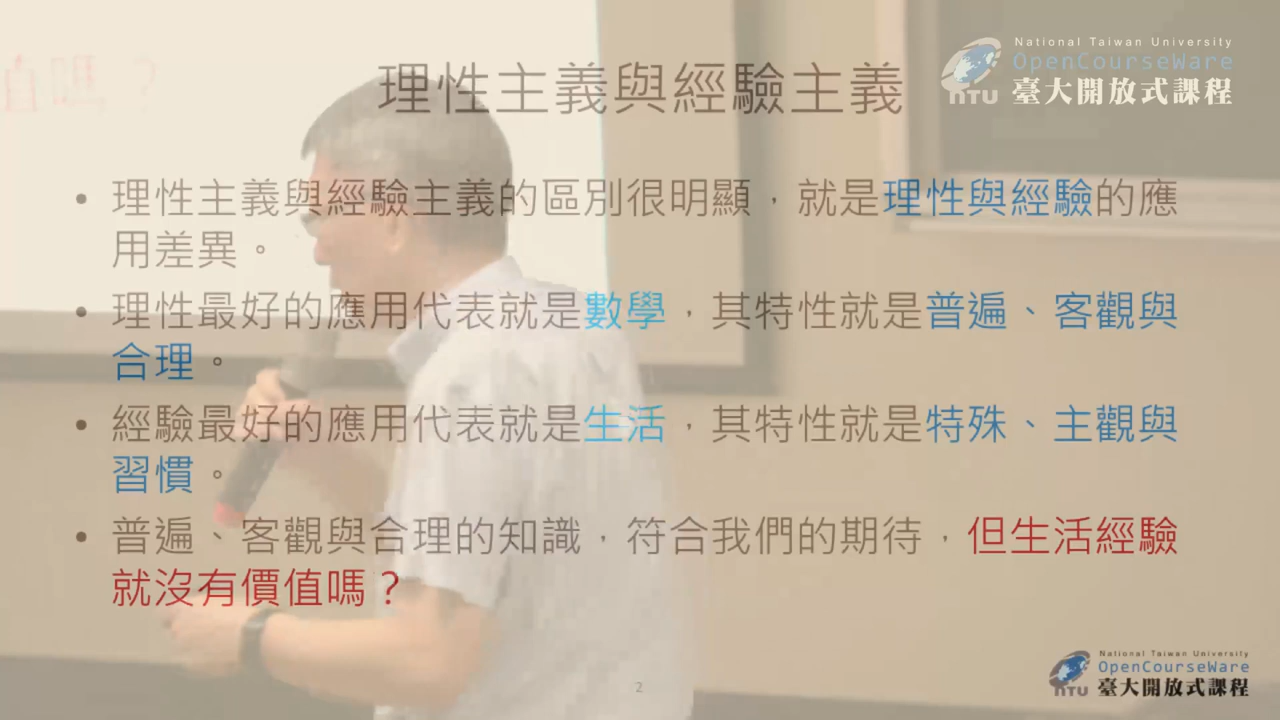 值嗎？
理性主義與經驗主義
National Taiwan University
OpenCourseWare
NTU 臺大開放式課程
• 理性主義與經驗主義的區別很明顯，就是理性與經驗的應
用差異。
• 理性最好的應用代表就是數學，其特性就是普遍、客觀與
合理。
• 經驗最好的應用代表就是生活，其特性就是特殊、主觀與
習慣。
• 普遍、客觀與合理的知識，符合我們的期待，但生活經驗
就沒有價值嗎？
2
National Taiwan University
OpenCourseWare
NTU 臺大開放式課程